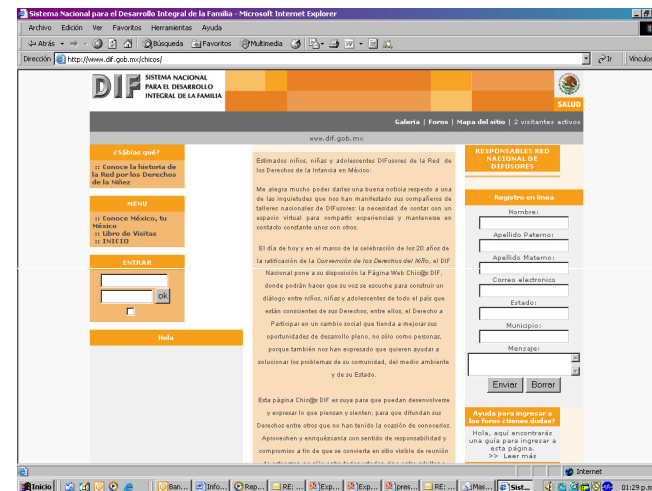 Sistema Nacional para el Desarrollo Integral de la Familia - Microsoft Internet Explorer
Archivo Edición Ver Favoritos Herramientas Ayuda
Atrás Búsqueda Favoritos Multimedia
Dirección http://www.dif.gob.mx/chicos/ Ir Vínculos
DIF
SISTEMA NACIONAL
PARA EL DESARROLLO
INTEGRAL DE LA FAMILIA
SALUD
Galeria | Foros | Mapa del sitio | 2 visitantes activos
www.dif.gob.mx
¿Sábias qué?
:: Conoce la historia de
la Red por los Derechos
de la Niñez
MENU
:: Conoce México, tu
México
:: Libro de Visitas
:: INICIO
ENTRAR
ok
Hola
Estimados niños, niñas y adolescentes DIFusores de la Red de
los Derechos de la Infancia en México:
Me alegra mucho poder darles una buena noticia respecto a una
de las inquietudes que nos han manifestado sus compañeros de
talleres nacionales de DIFusores: la necesidad de contar con un
espacio virtual para compartir experiencias y mantenerse en
contacto constante unos con otros.
El día de hoy y en el marco de la celebración de los 20 años de
la ratificación de la Convención de los Derechos del Niño, el DIF
Nacional pone a su disposición la Página Web Chic@s DIF,
donde podrán hacer que su voz se escuche para construir un
diálogo entre niños, niñas y adolescentes de todo el país que
están conscientes de sus Derechos, entre ellos, el Derecho a
Participar en un cambio social que tienda a mejorar sus
oportunidades de desarrollo pleno, no sólo como personas,
porque también nos han expresado que quieren ayudar a
solucionar los problemas de su comunidad, del medio ambiente
y de su Estado.
Esta página Chic@s DIF es suya para que puedan desenvolverse
y expresar lo que piensan y sienten; para que difundan sus
Derechos entre otros que no han tenido la ocasión de conocerlos.
Aprovechen y enriquézcanla con sentido de responsabilidad y
compromiso a fin de que se convierta en sitio visible de reunión
RESPONSABLES RED
NACIONAL DE
DIFUSORES
Registro en linea
Nombre:
Apellido Paterno:
Apellido Materno:
Correo electronico
Estado:
Municipio:
Mensaje:
Enviar Borrar
Ayuda para ingresar a
los foros ¿tienes dudas?
Hola, aquí encontrarás
una guía para ingresar a
esta página.
>> Leer más
Internet
Inicio Ban... Info... Rep... RE: ... Exp... Exp... pres... RE: ... Mas... Sist... 01:29 p.m.